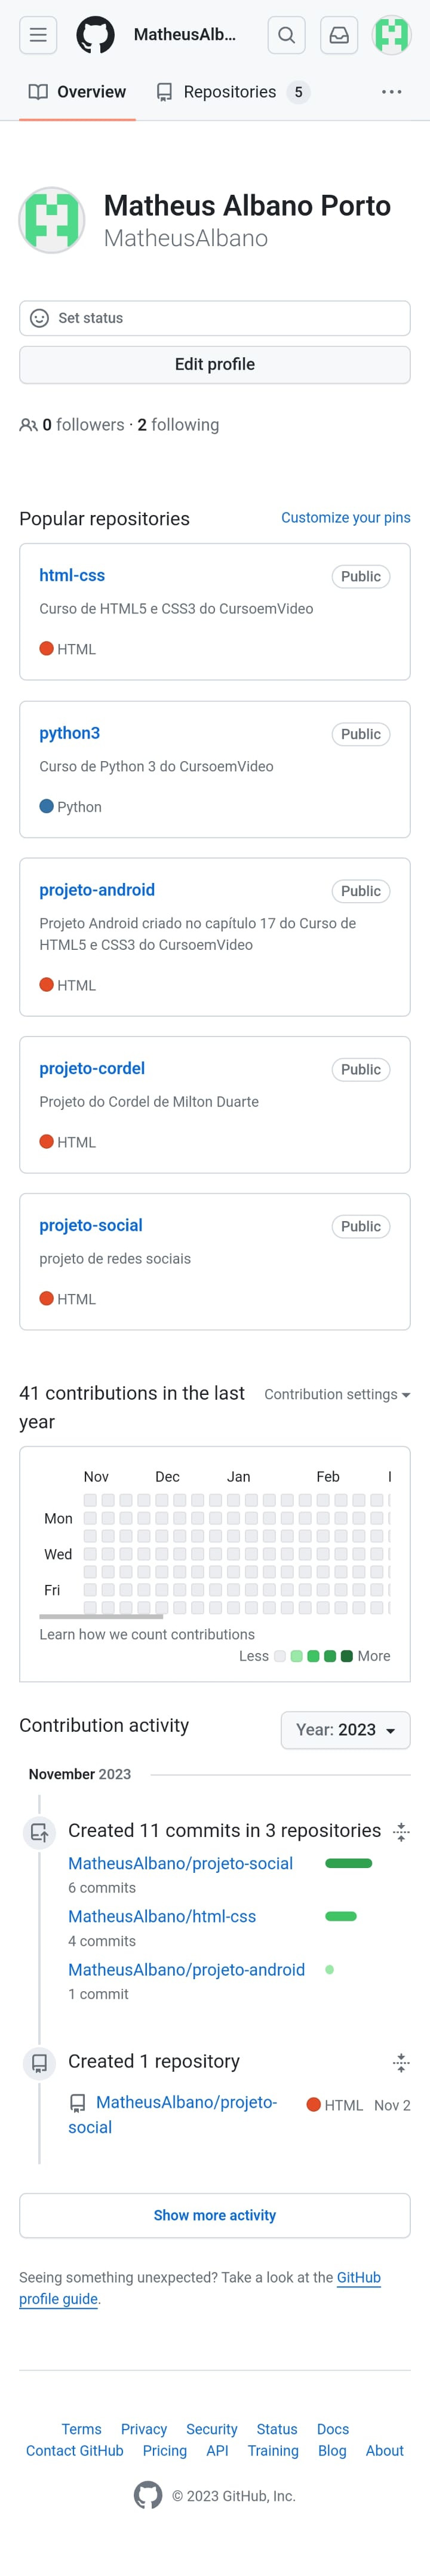 MatheusAlb...
Overview
Repositories 5
Matheus Albano Porto
MatheusAlbano
Set status
Edit profile
0 followers · 2 following
Popular repositories
Customize your pins
html-css
Public
Curso de HTML5 e CSS3 do CursoemVideo
HTML
python3
Public
Curso de Python 3 do CursoemVideo
Python
projeto-android
Public
Projeto Android criado no capítulo 17 do Curso de
HTML5 e CSS3 do CursoemVideo
HTML
projeto-cordel
Public
Projeto do Cordel de Milton Duarte
HTML
projeto-social
Public
projeto de redes sociais
HTML
41 contributions in the last
year
Contribution settings
Nov Dec Jan Feb
Mon
Wed
Fri
Learn how we count contributions
Less More
Contribution activity
Year: 2023
November 2023
Created 11 commits in 3 repositories
MatheusAlbano/projeto-social
6 commits
MatheusAlbano/html-css
4 commits
MatheusAlbano/projeto-android
1 commit
Created 1 repository
MatheusAlbano/projeto-
social
HTML Nov 2
Show more activity
Seeing something unexpected? Take a look at the GitHub
profile guide.
Terms Privacy Security Status Docs
Contact GitHub Pricing API Training Blog About
© 2023 GitHub, Inc.